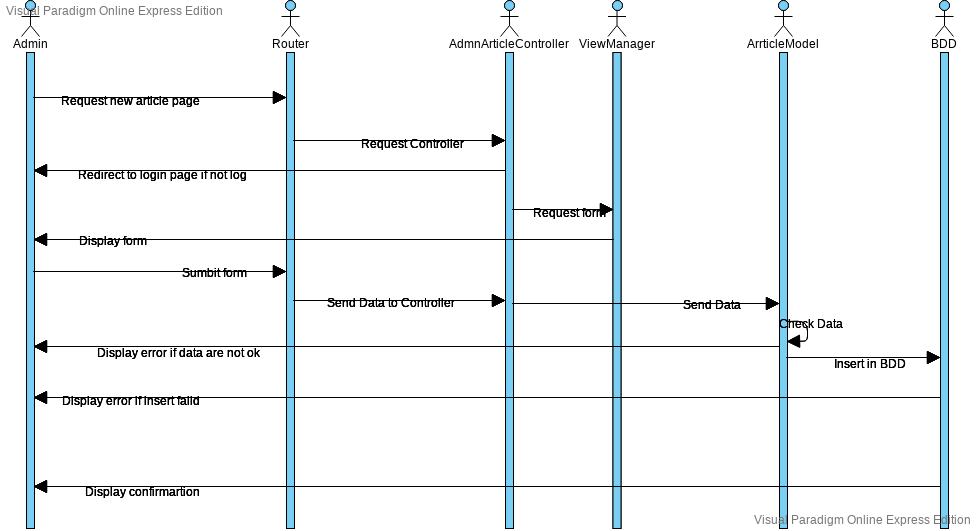 Visual Paradigm Online Express Edition
Admin
Router
AdmnArticleController
ViewManager
ArrticleModel
BDD
Request new article page
Request Controller
Redirect to login page if not log
Request form
Display form
Sumbit form
Send Data to Controller
Send Data
Check Data
Display error if data are not ok
Insert in BDD
Display error if insert falid
Display confirmartion
Visual Paradigm Online Express Edition